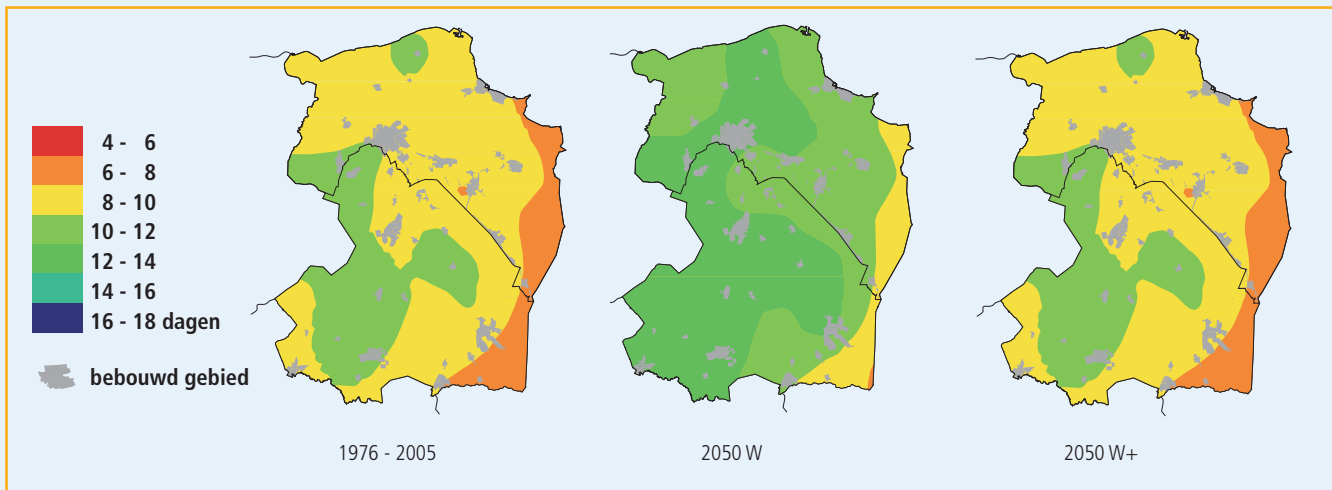 4 - 6
6 - 8
8 - 10
10 - 12
12 - 14
14 - 16
16 - 18 dagen
bebouwd gebied
1976 - 2005
2050 W
2050 W+